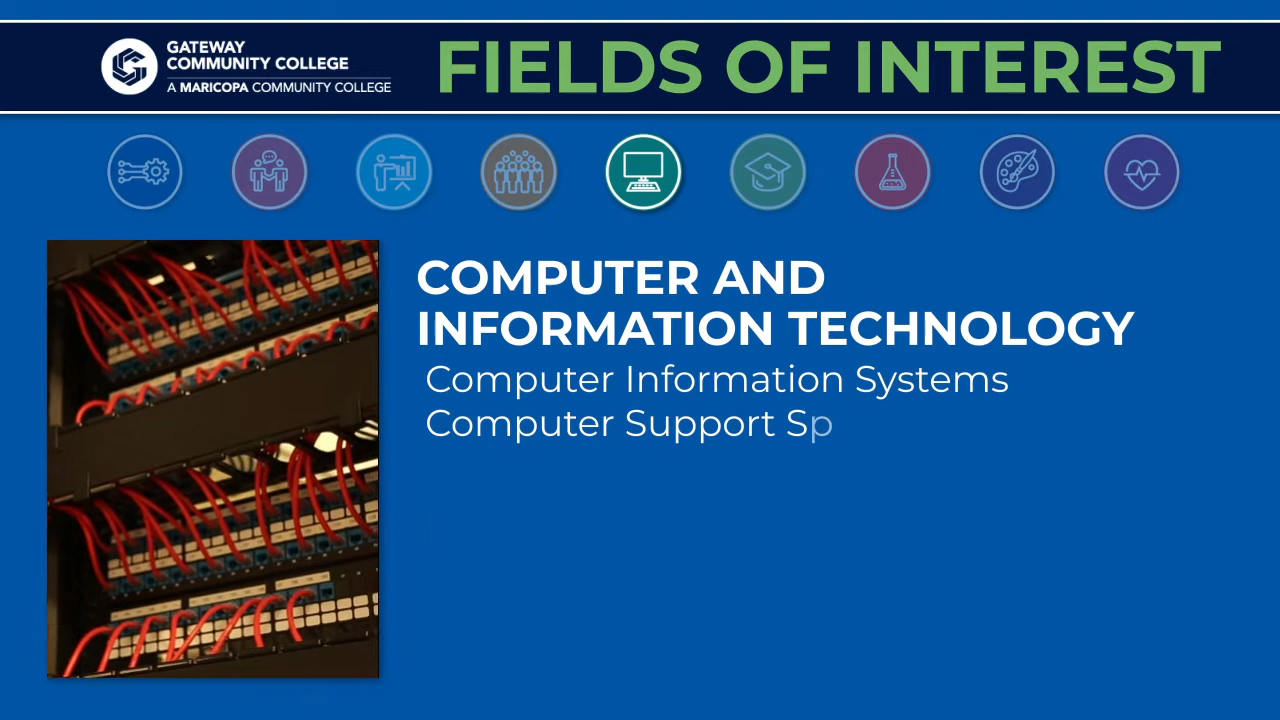 GATEWAY
COMMUNITY COLLEGE
A MARICOPA COMMUNITY COLLEGE
FIELDS OF INTEREST
COMPUTER AND
INFORMATION TECHNOLOGY
Computer Information Systems
Computer Support Sp